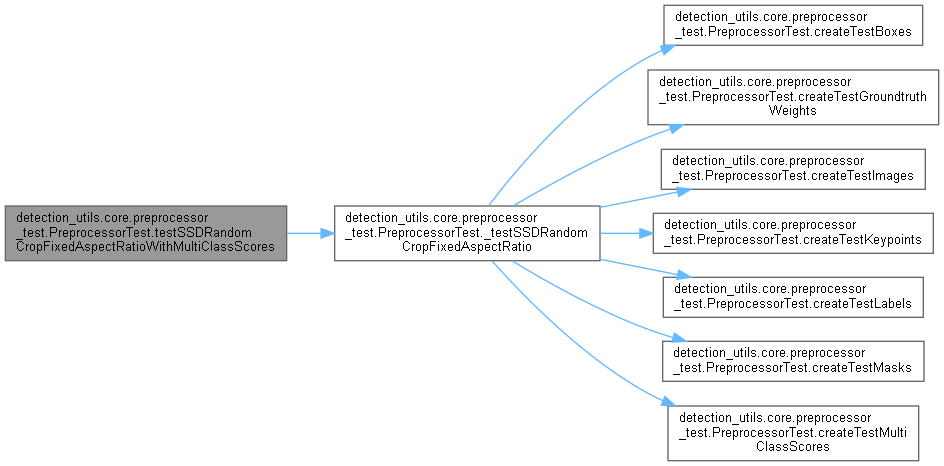 detection_utils.core.preprocessor
_test.PreprocessorTest.testSSDRandom
CropFixedAspectRatioWithMultiClassScores
detection_utils.core.preprocessor
_test.PreprocessorTest._testSSDRandom
CropFixedAspectRatio
detection_utils.core.preprocessor
_test.PreprocessorTest.createTestBoxes
detection_utils.core.preprocessor
_test.PreprocessorTest.createTestGroundtruth
Weights
detection_utils.core.preprocessor
_test.PreprocessorTest.createTestImages
detection_utils.core.preprocessor
_test.PreprocessorTest.createTestKeypoints
detection_utils.core.preprocessor
_test.PreprocessorTest.createTestLabels
detection_utils.core.preprocessor
_test.PreprocessorTest.createTestMasks
detection_utils.core.preprocessor
_test.PreprocessorTest.createTestMulti
ClassScores